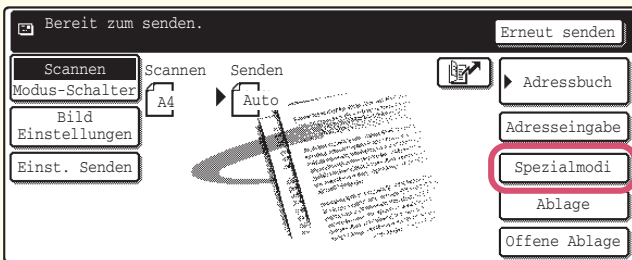 Bereit zum senden.
Erneut senden
Scannen
Modus-Schalter
Bild
Einstellungen
Einst. Senden
Scannen
A4
Senden
Auto
Adressbuch
Adresseingabe
Spezialmodi
Ablage
Offene Ablage